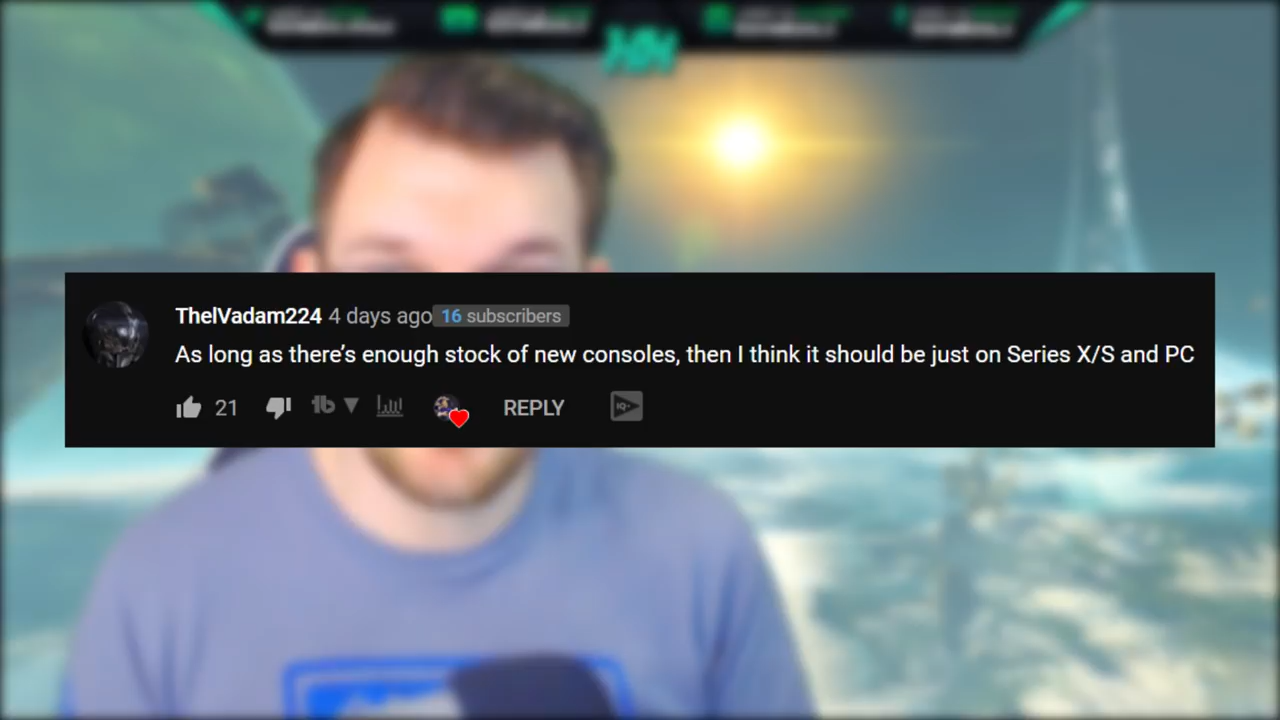 ThelVadam224 4 days ago 16 subscribers
As long as there’s enough stock of new consoles, then I think it should be just on Series X/S and PC
21 REPLY